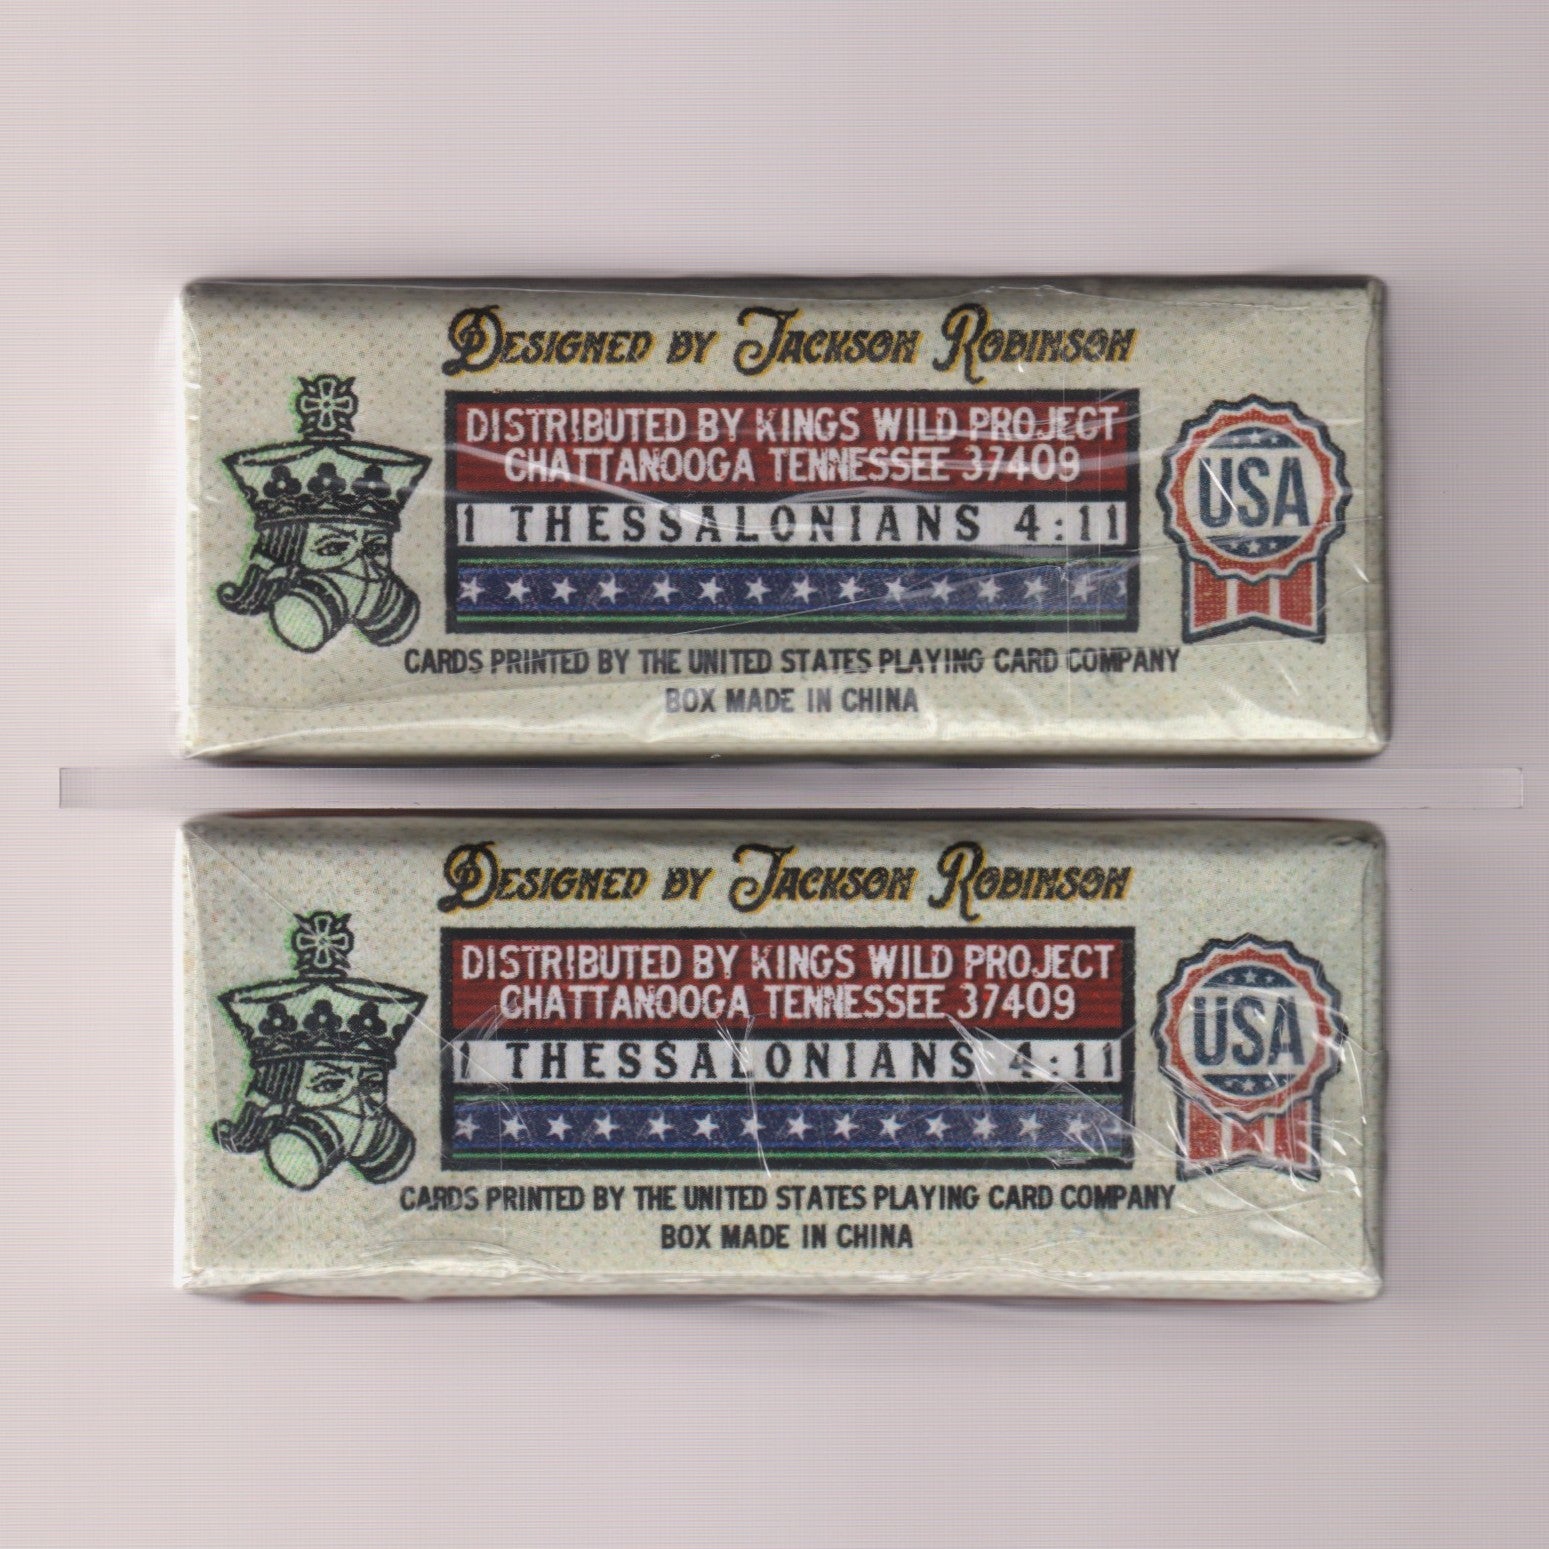 DESIGNED BY JACKSON ROBINSON
DISTRIBUTED BY KINGS WILD PROJECT
CHATTANOOGA TENNESSEE 37409
1 THESSALONIANS 4:11
USA
CARDS PRINTED BY THE UNITED STATES PLAYING CARD COMPANY
BOX MADE IN CHINA
DESIGNED BY JACKSON ROBINSON
DISTRIBUTED BY KINGS WILD PROJECT
CHATTANOOGA TENNESSEE 37409
1 THESSALONIANS 4:11
USA
CARDS PRINTED BY THE UNITED STATES PLAYING CARD COMPANY
BOX MADE IN CHINA